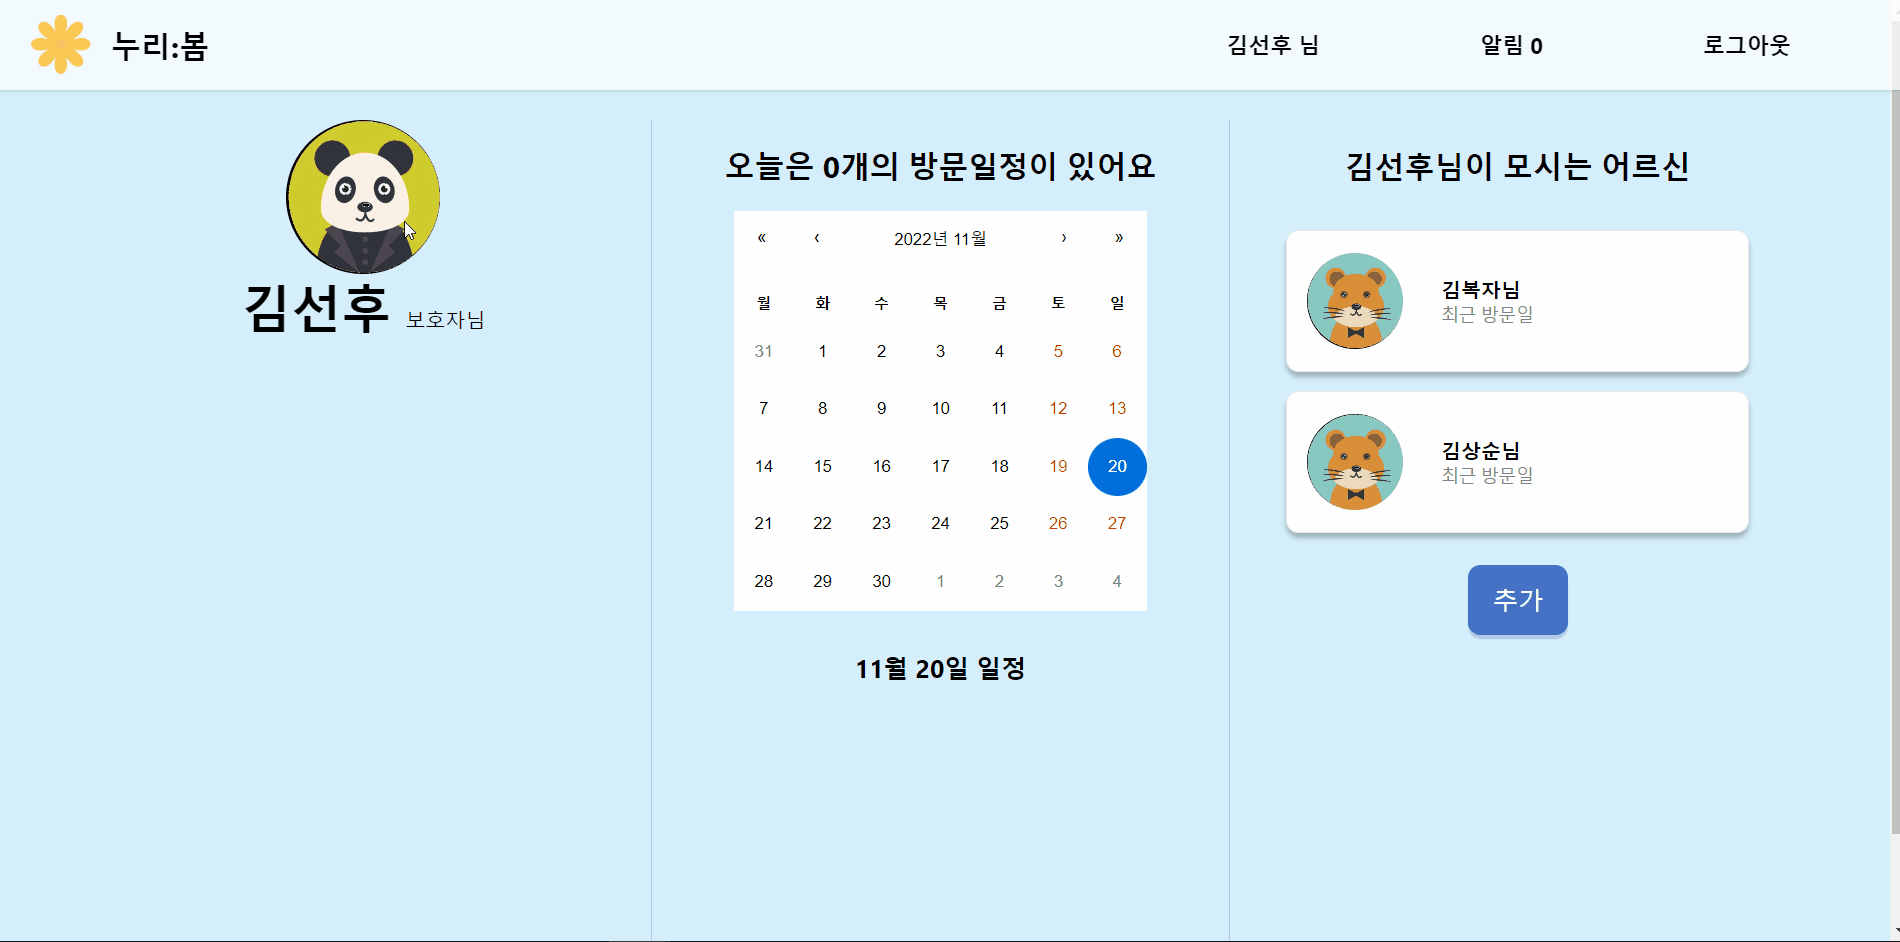 누리:봄
김선후 님
알림 0
로그아웃
김선후 보호자님
오늘은 0개의 방문일정이 있어요
« ‹ 2022년 11월 › »
월 화 수 목 금 토 일
31 1 2 3 4 5 6
7 8 9 10 11 12 13
14 15 16 17 18 19 20
21 22 23 24 25 26 27
28 29 30 1 2 3 4
11월 20일 일정
김선후님이 모시는 어르신
김복자님
최근 방문일
김상순님
최근 방문일
추가